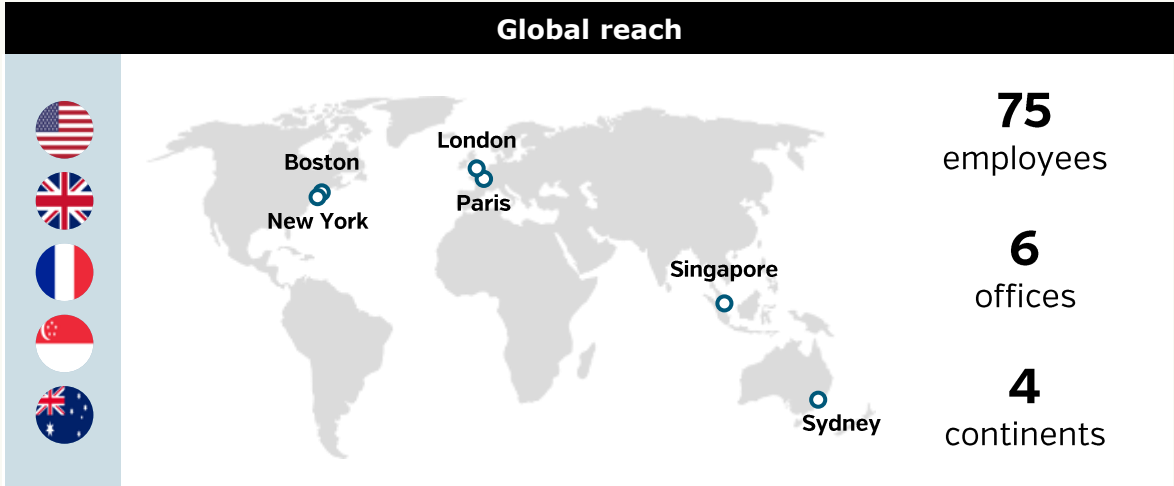 Global reach
London
Boston
Paris
New York
Singapore
Sydney
75
employees
6
offices
4
continents